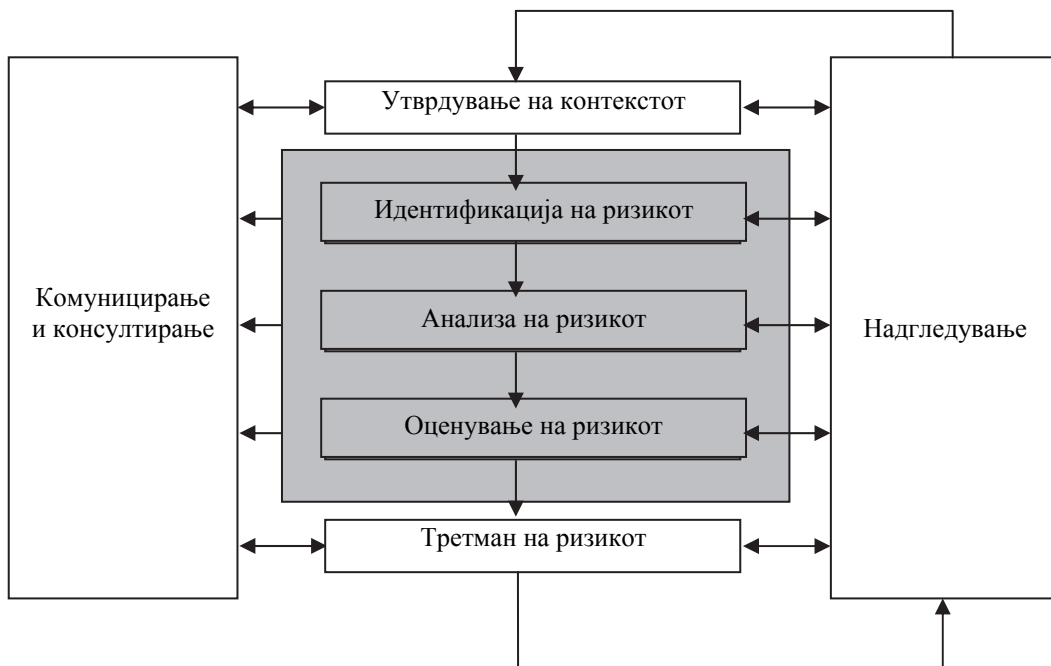 Утврдување на контекстот
Идентификација на ризикот
Комуницирање
и консултирање
Анализа на ризикот
Надгледување
Оценување на ризикот
Третман на ризикот